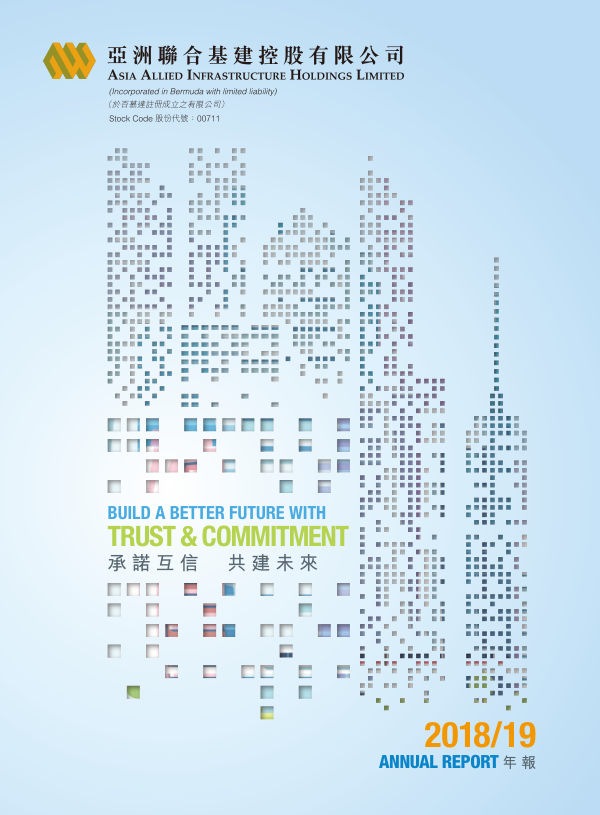 亞洲聯合基建控股有限公司
ASIA ALLIED INFRASTRUCTURE HOLDINGS LIMITED
(Incorporated in Bermuda with limited liability)
（於百慕達註冊成立之有限公司）
Stock Code 股份代號：00711
BUILD A BETTER FUTURE WITH
TRUST & COMMITMENT
承諾互信 共建未來
2018/19
ANNUAL REPORT 年報